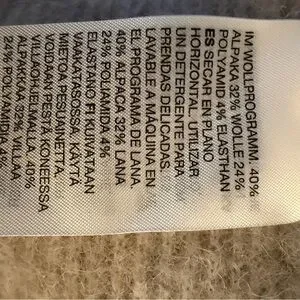 IM WOLLPROGRAMM. 40%
ALPAKA 32% WOLLE 24%
POLYAMID 4% ELASTHAN
ES SECAR EN PLANO
HORIZONTAL. UTILIZAR
UN DETERGENTE PARA
PRENDAS DELICADAS.
LAVABLE A MÁQUINA EN
EL PROGRAMA DE LANA.
40% ALPACA 32% LANA
24% POLIAMIDA 4%
ELASTANO FI KUIVATAAN
VAAKATASOSSA. KÄYTÄ
MIETOA PESUAINETTA.
VOIDAAN PESTÄ KONEESSA
VILLAOHJELMALLA. 40%
ALPAKKAA 32% VILLAA
24% POLYAMIDIA 4%